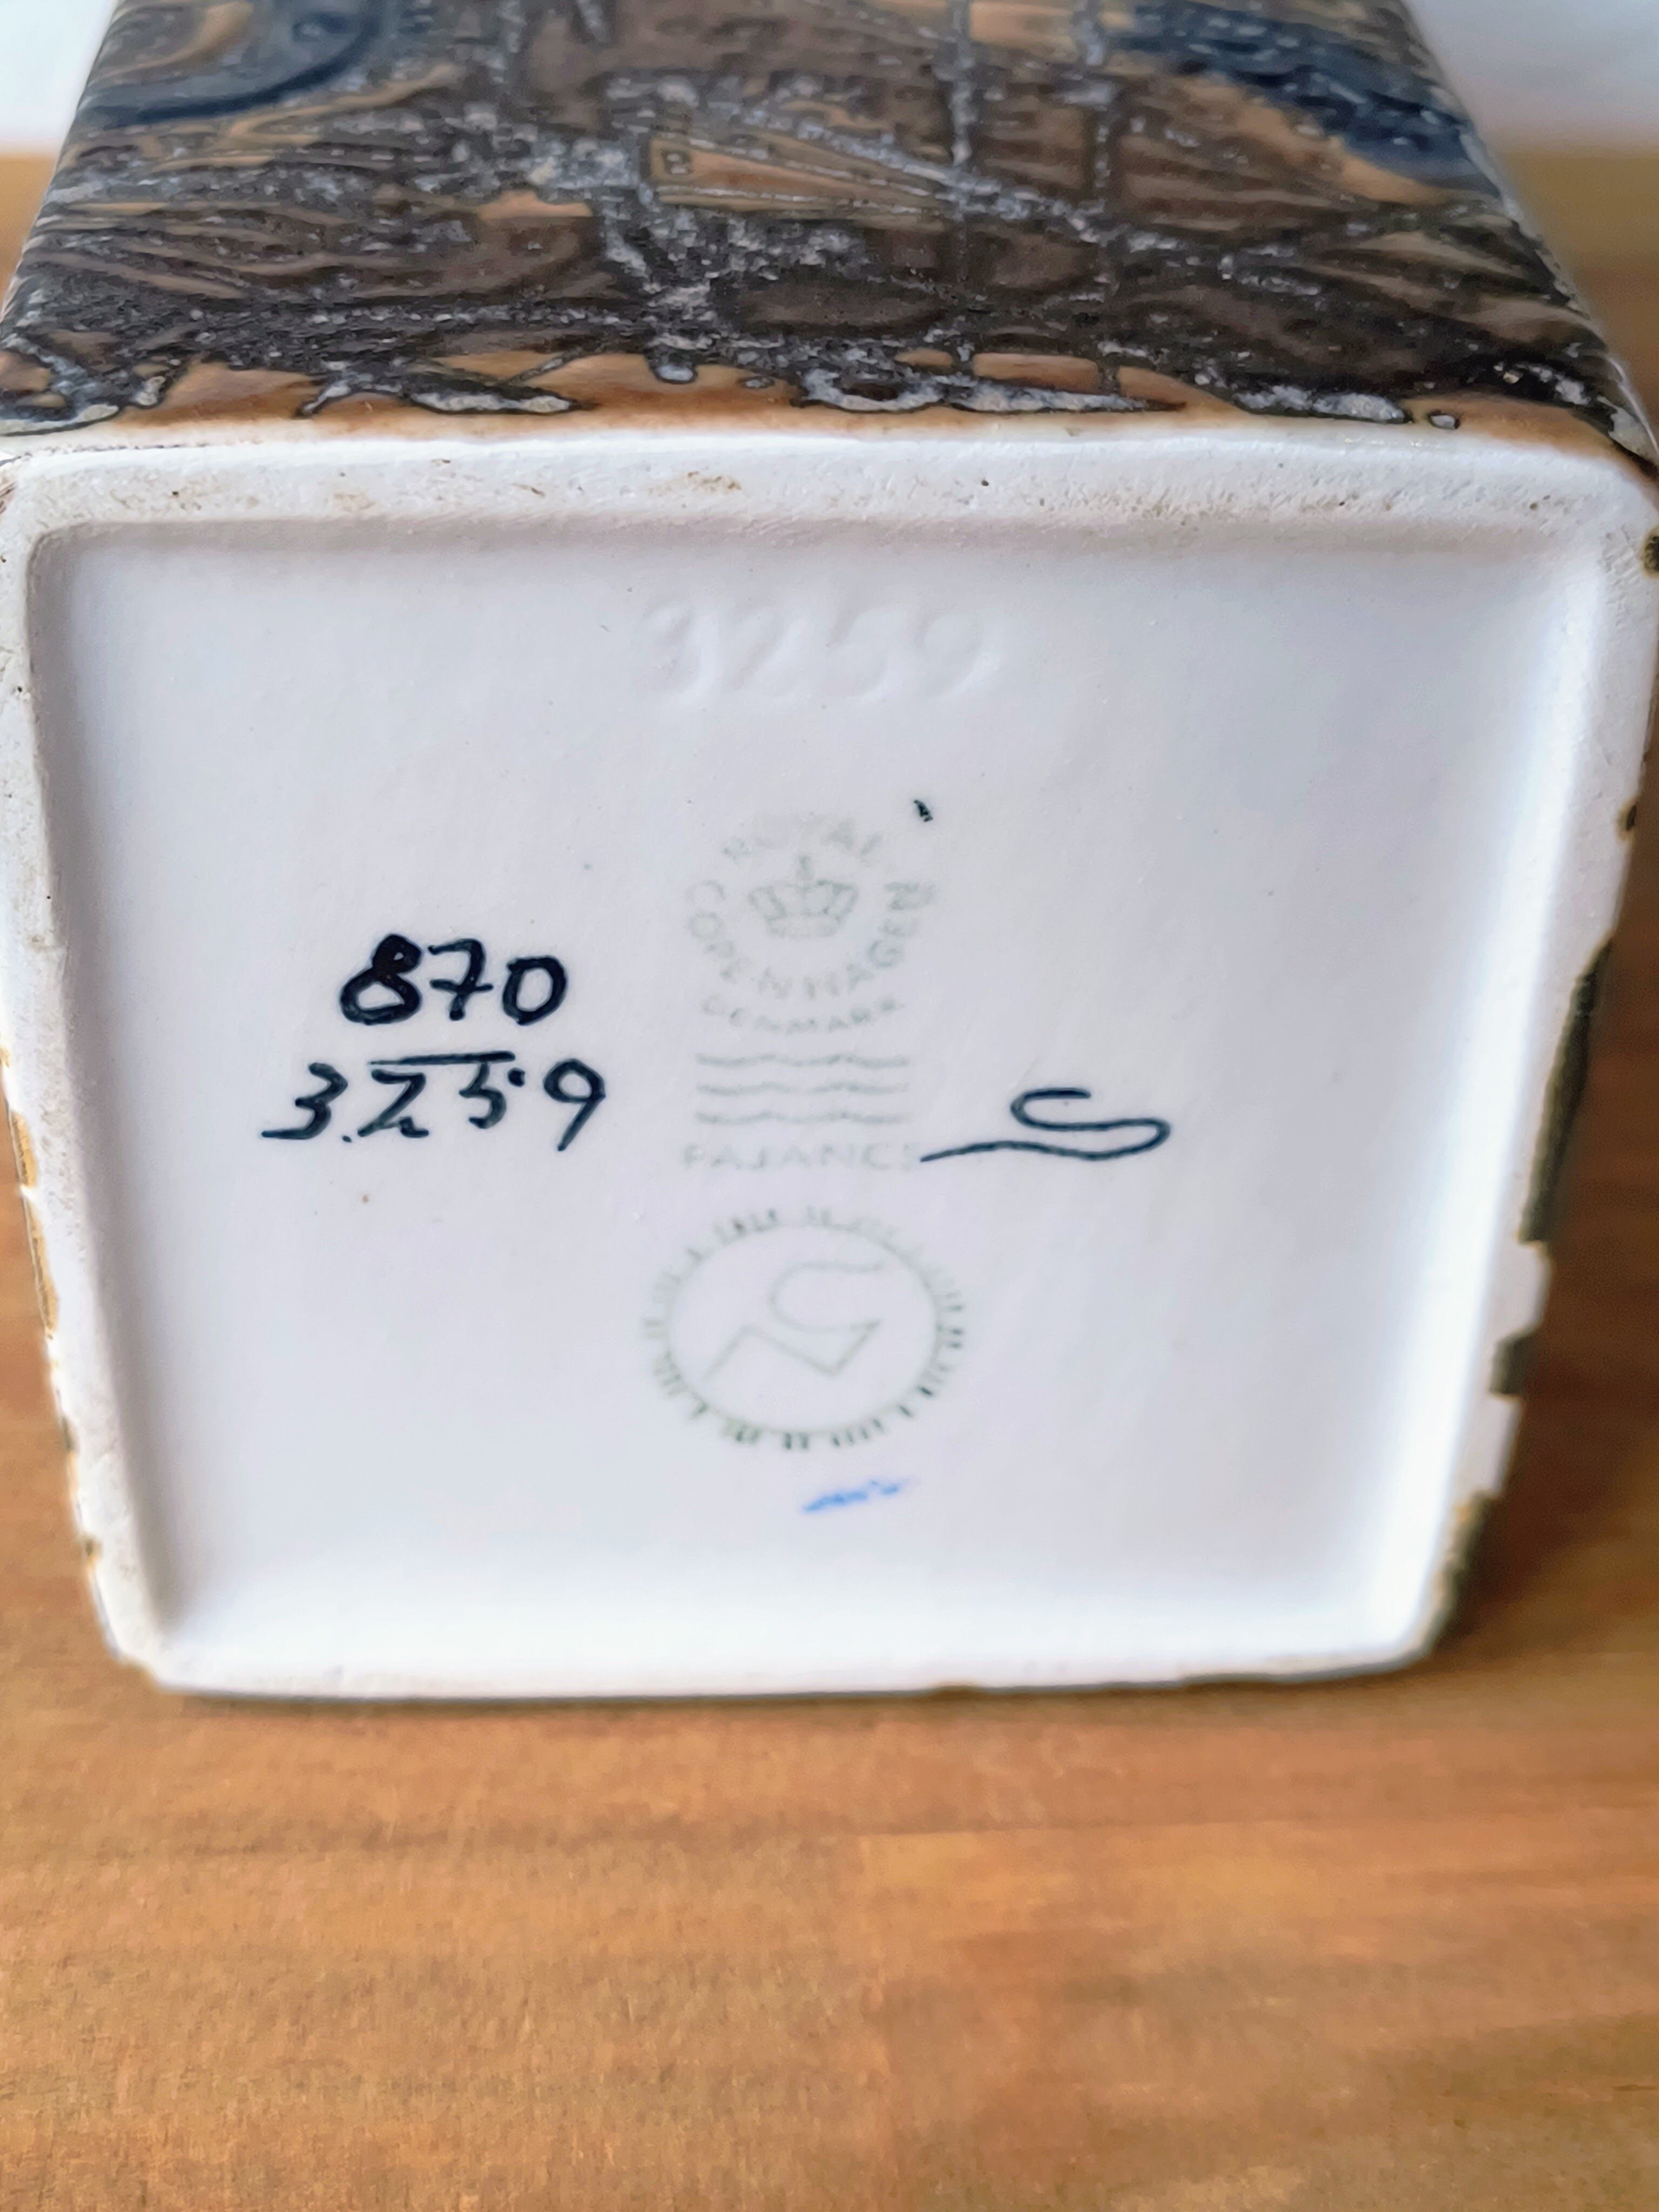 3259
ROYAL
COPENHAGEN
DENMARK
870
3259
FAJANCE